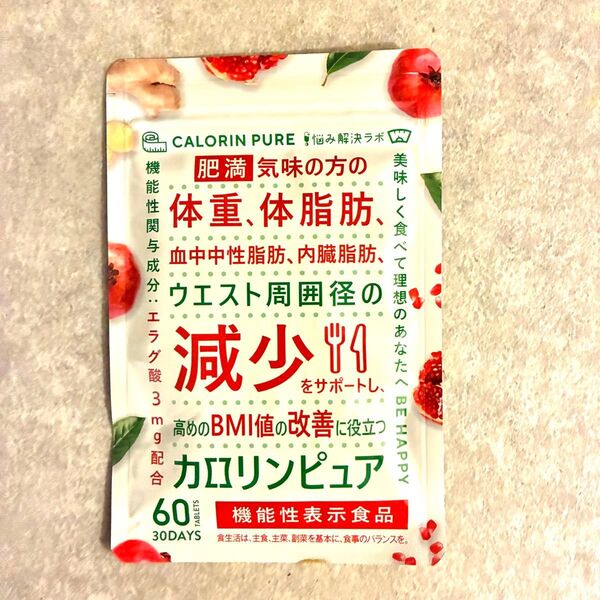 CALORIN PURE 悩み解決ラボ
肥満気味の方の
体重、体脂肪、
血中中性脂肪、内臓脂肪、
ウエスト周囲径の
減少
をサポートし、
高めのBMI値の改善に役立つ
カロリンピュア
60 TABLETS
30DAYS
機能性表示食品
食生活は、主食、主菜、副菜を基本に、食事のバランスを。
機能性関与成分:エラグ酸3mg配合
美味しく食べて理想のあなたへ BE HAPPY